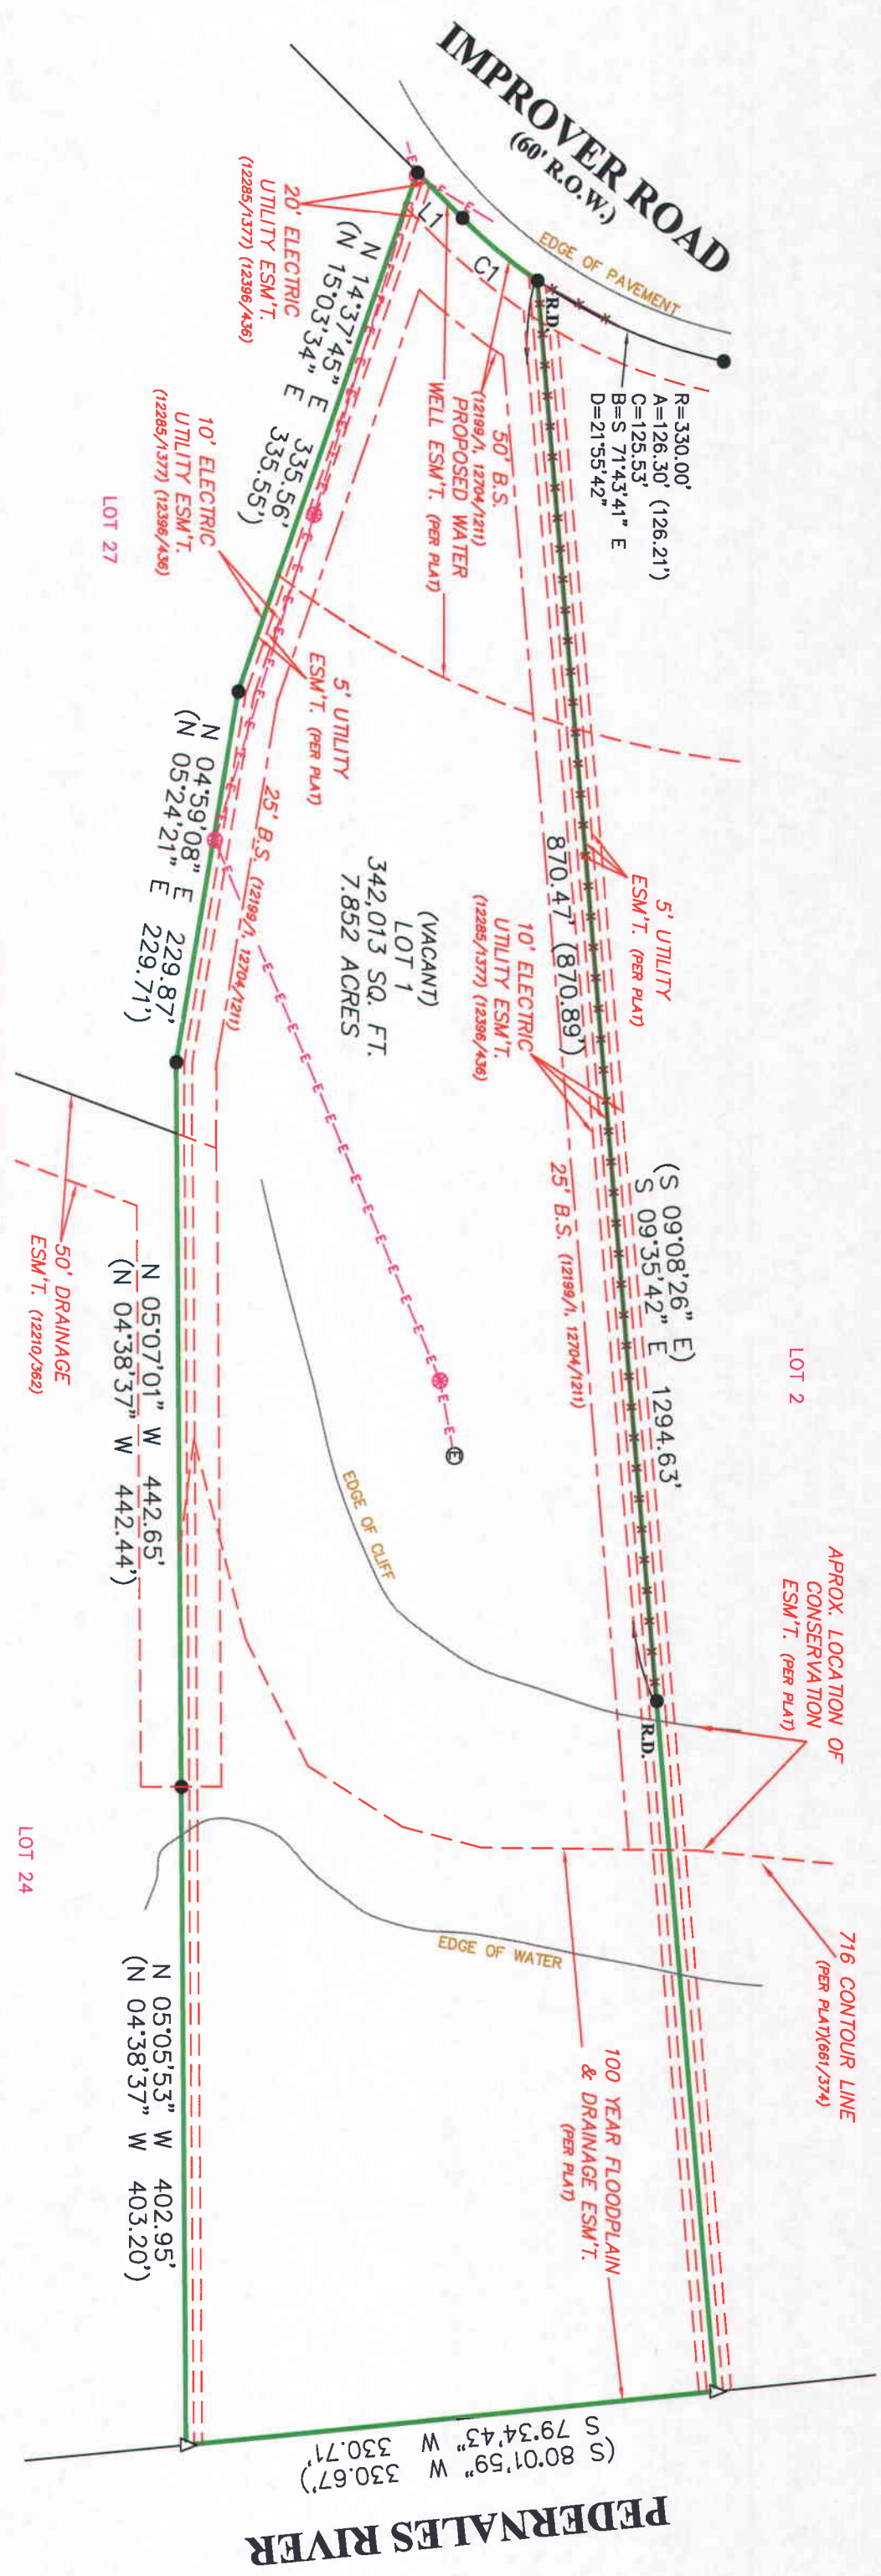 IMPROVER ROAD
(60' R.O.W.)
EDGE OF PAVEMENT
R=330.00'
A=126.30' (126.21')
C=125.53'
B=S 71°43'41" E
D=21°55'42"
L1
C1
R.D.
20' ELECTRIC
UTILITY ESM'T.
(12285/1377) (12396/436)
N 14°37'45" E 335.56'
(N 15°03'34" E 335.55')
50' B.S.
(12199/1, 12704/1211)
PROPOSED WATER
WELL ESM'T. (PER PLAT)
10' ELECTRIC
UTILITY ESM'T.
(12285/1377) (12396/436)
LOT 27
5' UTILITY
ESM'T. (PER PLAT)
N 04°59'08" E 229.87'
(N 05°24'21" E 229.71')
25' B.S. (12199/1, 12704/1211)
(VACANT)
LOT 1
342,013 SQ. FT.
7.852 ACRES
870.47' (870.89')
5' UTILITY
ESM'T. (PER PLAT)
10' ELECTRIC
UTILITY ESM'T.
(12285/1377) (12396/436)
25' B.S. (12199/1, 12704/1211)
(S 09°08'26" E)
S 09°35'42" E 1294.63'
LOT 2
50' DRAINAGE
ESM'T. (12210/362)
N 05°07'01" W 442.65'
(N 04°38'37" W 442.44')
E
EDGE OF CLIFF
APROX. LOCATION OF
CONSERVATION
ESM'T. (PER PLAT)
R.D.
716 CONTOUR LINE
(PER PLAT)(661/374)
LOT 24
EDGE OF WATER
N 05°05'53" W 402.95'
(N 04°38'37" W 403.20')
100 YEAR FLOODPLAIN
& DRAINAGE ESM'T.
(PER PLAT)
S 79°34'43" W 330.71'
(S 80°01'59" W 330.67')
PEDERNALES RIVER